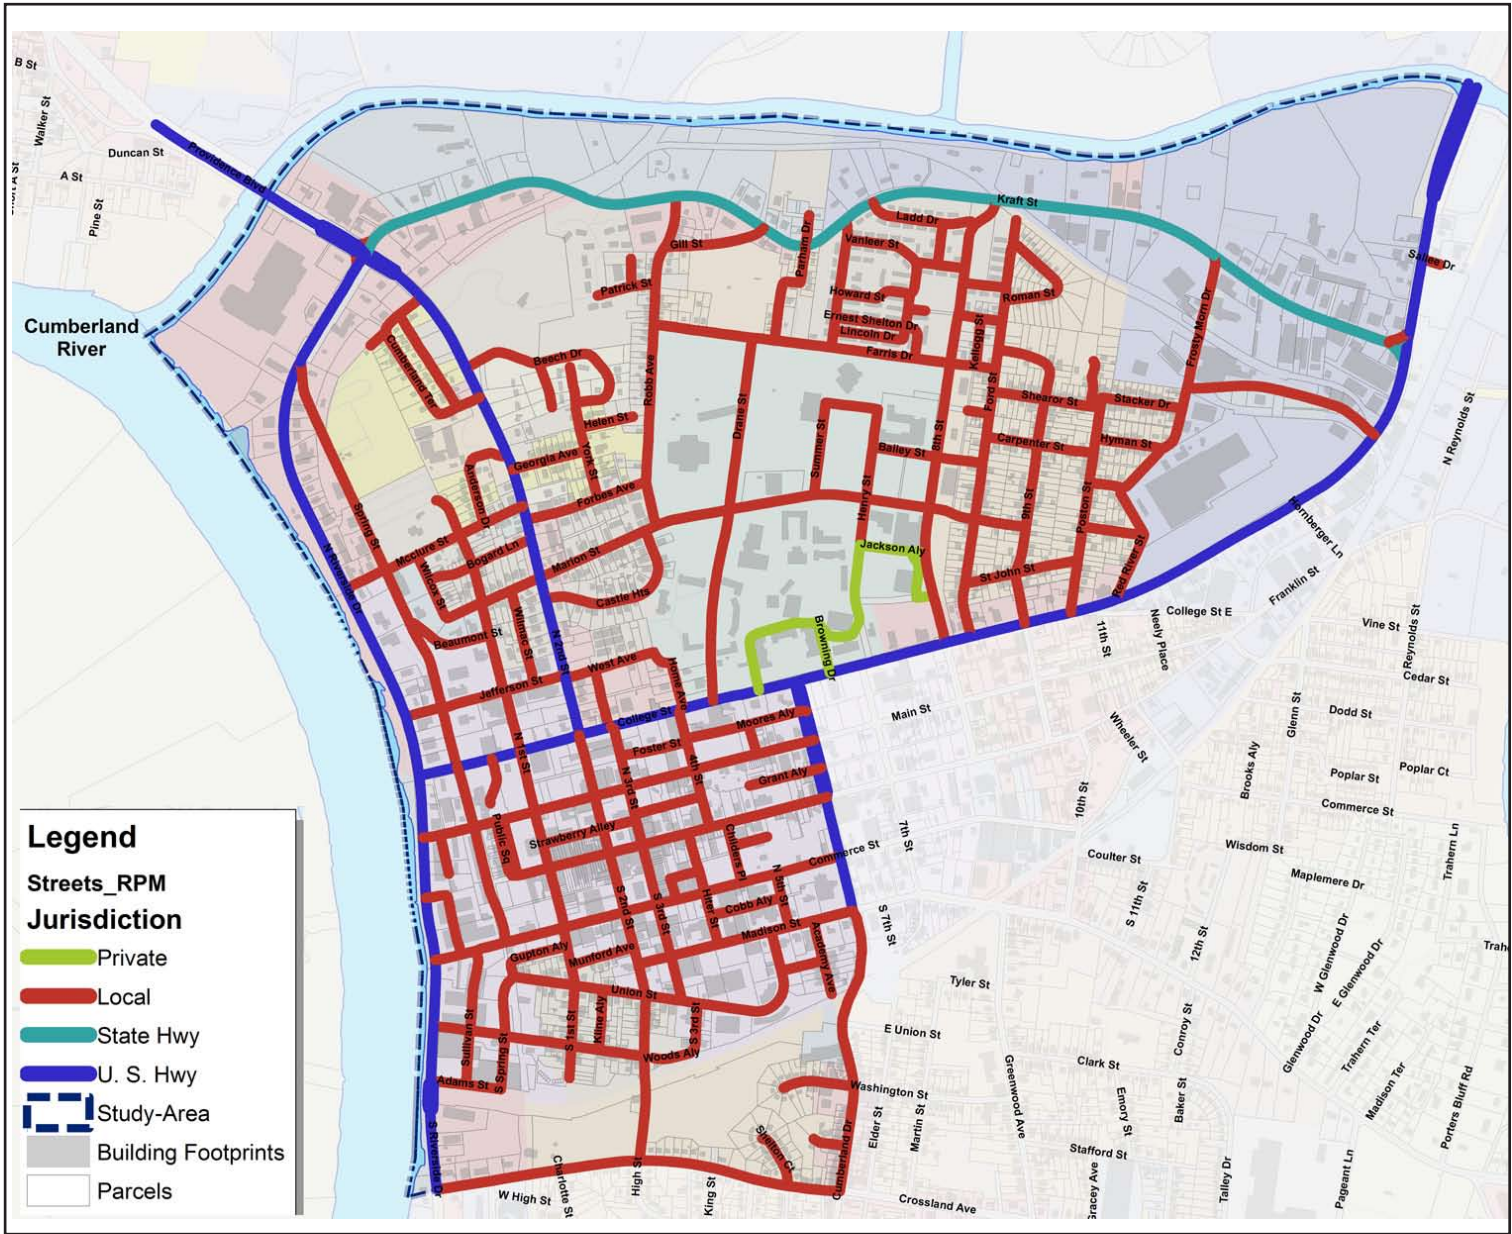 B St
Walker St
Duncan St
A St
Pine St
Providence Blvd
Kraft St
Ladd Dr
Gill St
Parham Dr
Vanleer St
Sallee Dr
Patrick St
Howard St
Roman St
Ernest Shelton Dr
Lincoln Dr
Farris Dr
Kellogg St
Frosty Morn Dr
Cumberland
River
Cumberland Ter
Beech Dr
Robb Ave
Helen St
Drane St
Ford St
Shearor St
Stacker Dr
N Reynolds St
Summer St
8th St
Bailey St
Carpenter St
Hyman St
Georgia Ave
York St
Anderson Dr
Forbes Ave
Henry St
9th St
Poston St
Spring St
Mcclure St
Bogard Ln
Marion St
Jackson Aly
St John St
Red River St
Hornberger Ln
Franklin St
N Riverside Dr
Wilcox St
Castle Hts
Wilmac St
Beaumont St
N 2nd St
Browning Dr
College St E
11th St
Neely Place
Vine St
Reynolds St
West Ave
Home Ave
Jefferson St
Cedar St
College St
Moores Aly
Main St
Wheeler St
Glenn St
Dodd St
N 1st St
Foster St
4th St
N 3rd St
Grant Aly
Brooks Aly
Poplar St
Poplar Ct
10th St
Commerce St
Public Sq
Strawberry Alley
Childers Pl
7th St
Commerce St
Coulter St
Wisdom St
Trahern Ln
Maplemere Dr
N 5th St
S 2nd St
S 3rd St
Hiter St
Cobb Aly
Madison St
Academy Ave
S 7th St
S 11th St
12th St
Gupton Aly
Munford Ave
W Glenwood Dr
E Glenwood Dr
Union St
Tyler St
Kline Aly
S 1st St
S 3rd St
Sullivan St
S Spring St
E Union St
Conroy St
Glenwood Dr
Trahern Ter
Woods Aly
Clark St
Adams St
Washington St
Greenwood Ave
Emory St
Baker St
Madison Ter
Porters Bluff Rd
Elder St
Martin St
S Riverside Dr
Shelton Ct
Cumberland Dr
Stafford St
Charlotte St
High St
W High St
King St
Crossland Ave
Gracey Ave
Talley Dr
Pageant Ln
Legend
Streets_RPM
Jurisdiction
Private
Local
State Hwy
U. S. Hwy
Study-Area
Building Footprints
Parcels